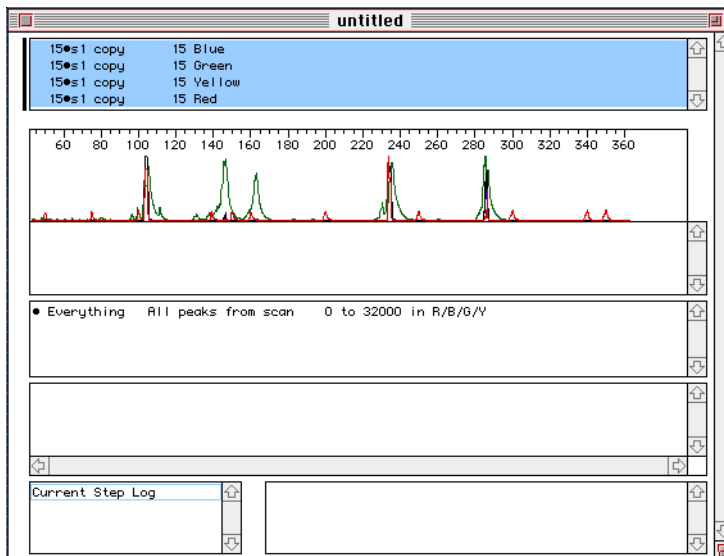 untitled
15●s1 copy 15 Blue
15●s1 copy 15 Green
15●s1 copy 15 Yellow
15●s1 copy 15 Red
60 80 100 120 140 160 180 200 220 240 260 280 300 320 340 360
● Everything All peaks from scan 0 to 32000 in R/B/G/Y
Current Step Log